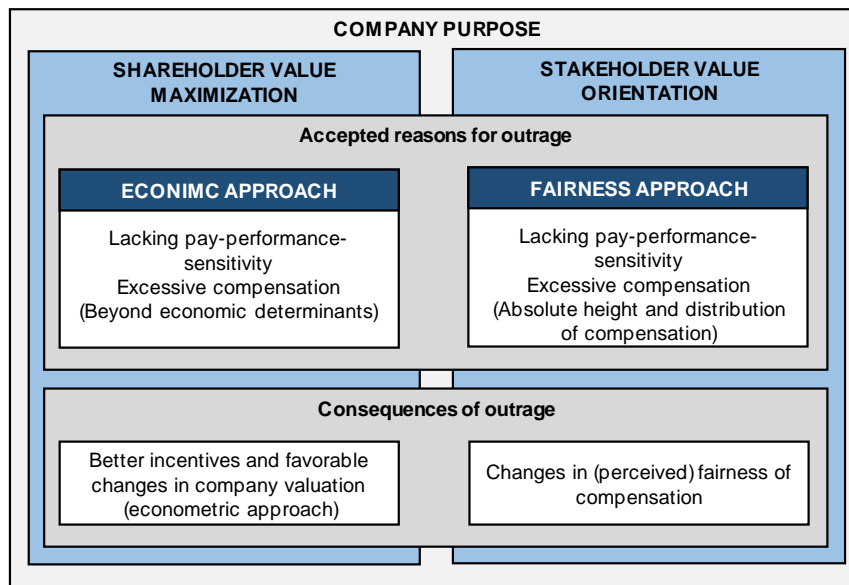 COMPANY PURPOSE
SHAREHOLDER VALUE
MAXIMIZATION
STAKEHOLDER VALUE
ORIENTATION
Accepted reasons for outrage
ECONIMC APPROACH
Lacking pay-performance-
sensitivity
Excessive compensation
(Beyond economic determinants)
FAIRNESS APPROACH
Lacking pay-performance-
sensitivity
Excessive compensation
(Absolute height and distribution
of compensation)
Consequences of outrage
Better incentives and favorable
changes in company valuation
(econometric approach)
Changes in (perceived) fairness of
compensation